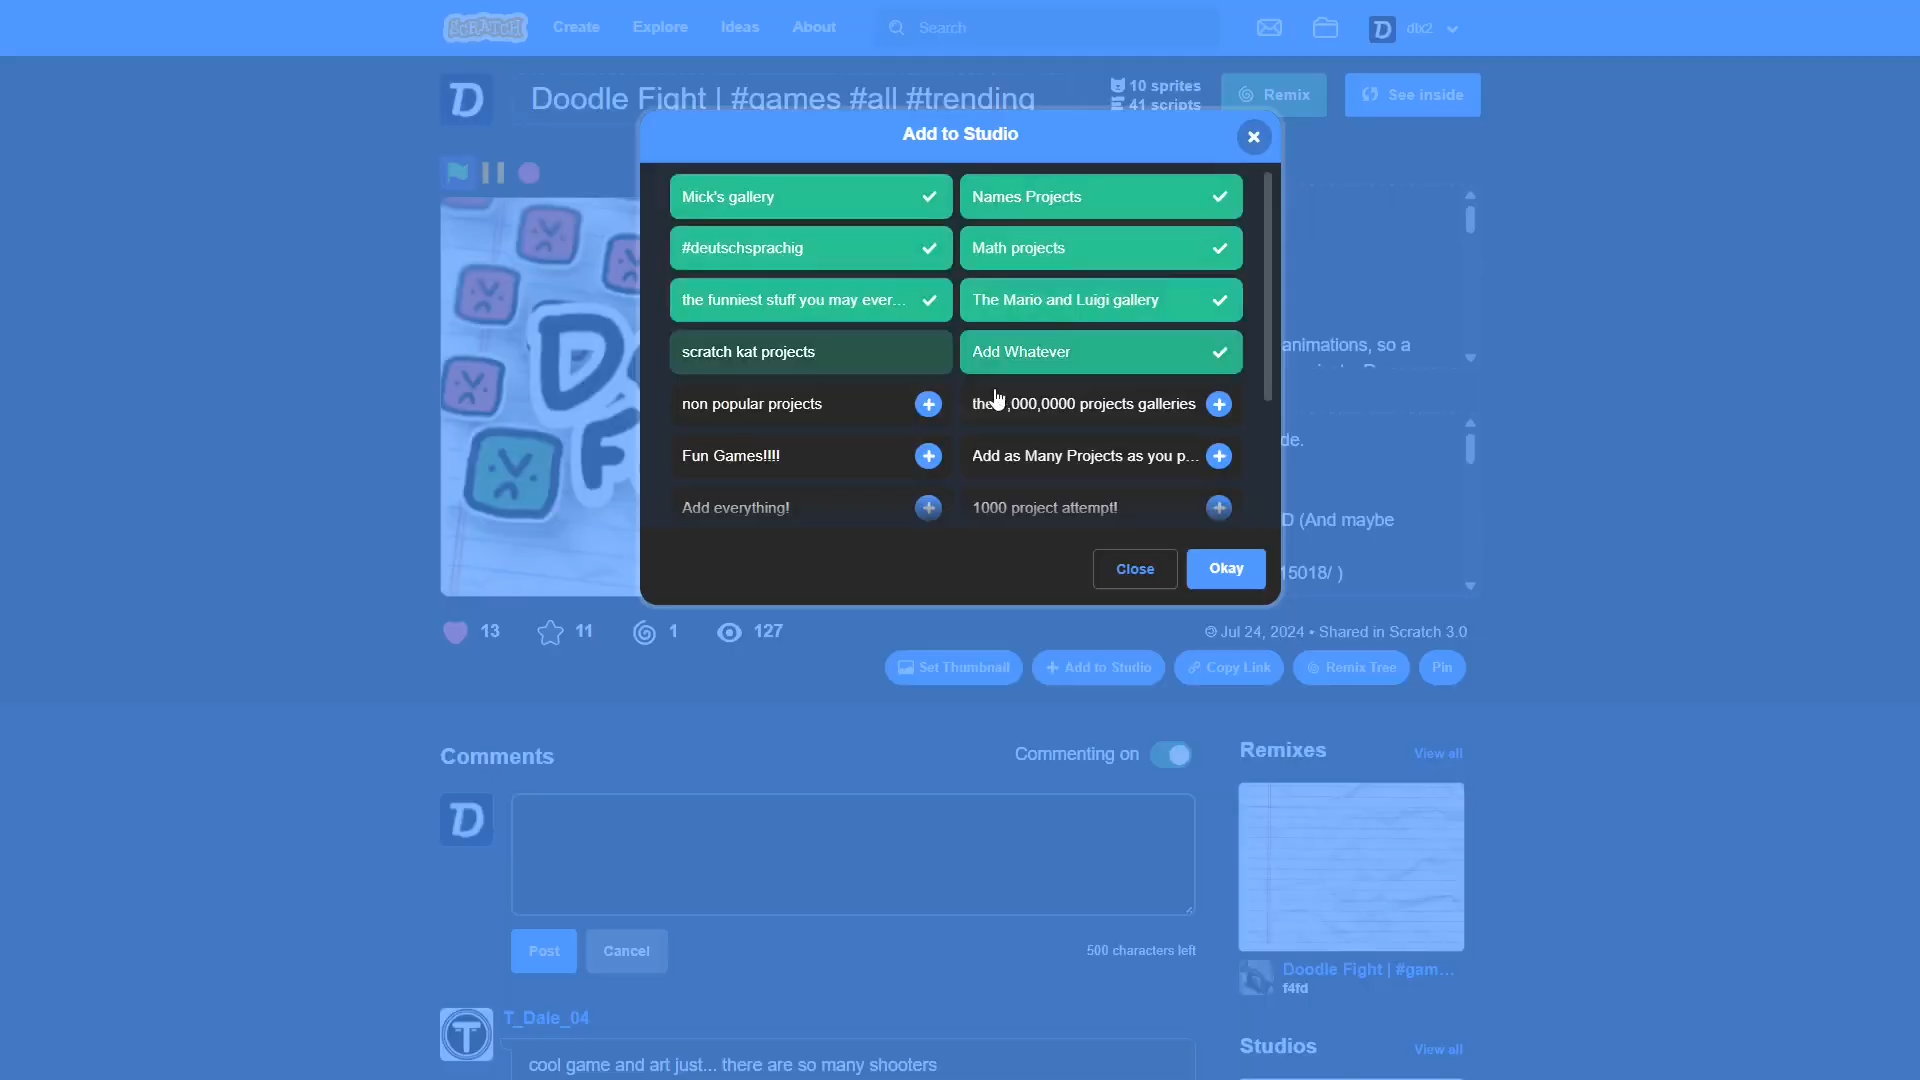 SCRATCH Create Explore Ideas About Search dlx2
Doodle Fight | #games #all #trending
10 sprites
41 scripts
Remix
See inside
Add to Studio
Mick's gallery
Names Projects
#deutschsprachig
Math projects
the funniest stuff you may ever...
The Mario and Luigi gallery
scratch kat projects
Add Whatever
non popular projects
,000,0000 projects galleries
Fun Games!!!!
Add as Many Projects as you p...
Add everything!
1000 project attempt!
Close
Okay
animations, so a
de.
D (And maybe
15018/ )
13
11
1
127
Jul 24, 2024 • Shared in Scratch 3.0
Set Thumbnail
Add to Studio
Copy Link
Remix Tree
Pin
Comments
Commenting on
Remixes
View all
Post
Cancel
500 characters left
Doodle Fight | #gam...
f4fd
T_Dale_04
cool game and art just... there are so many shooters
Studios
View all